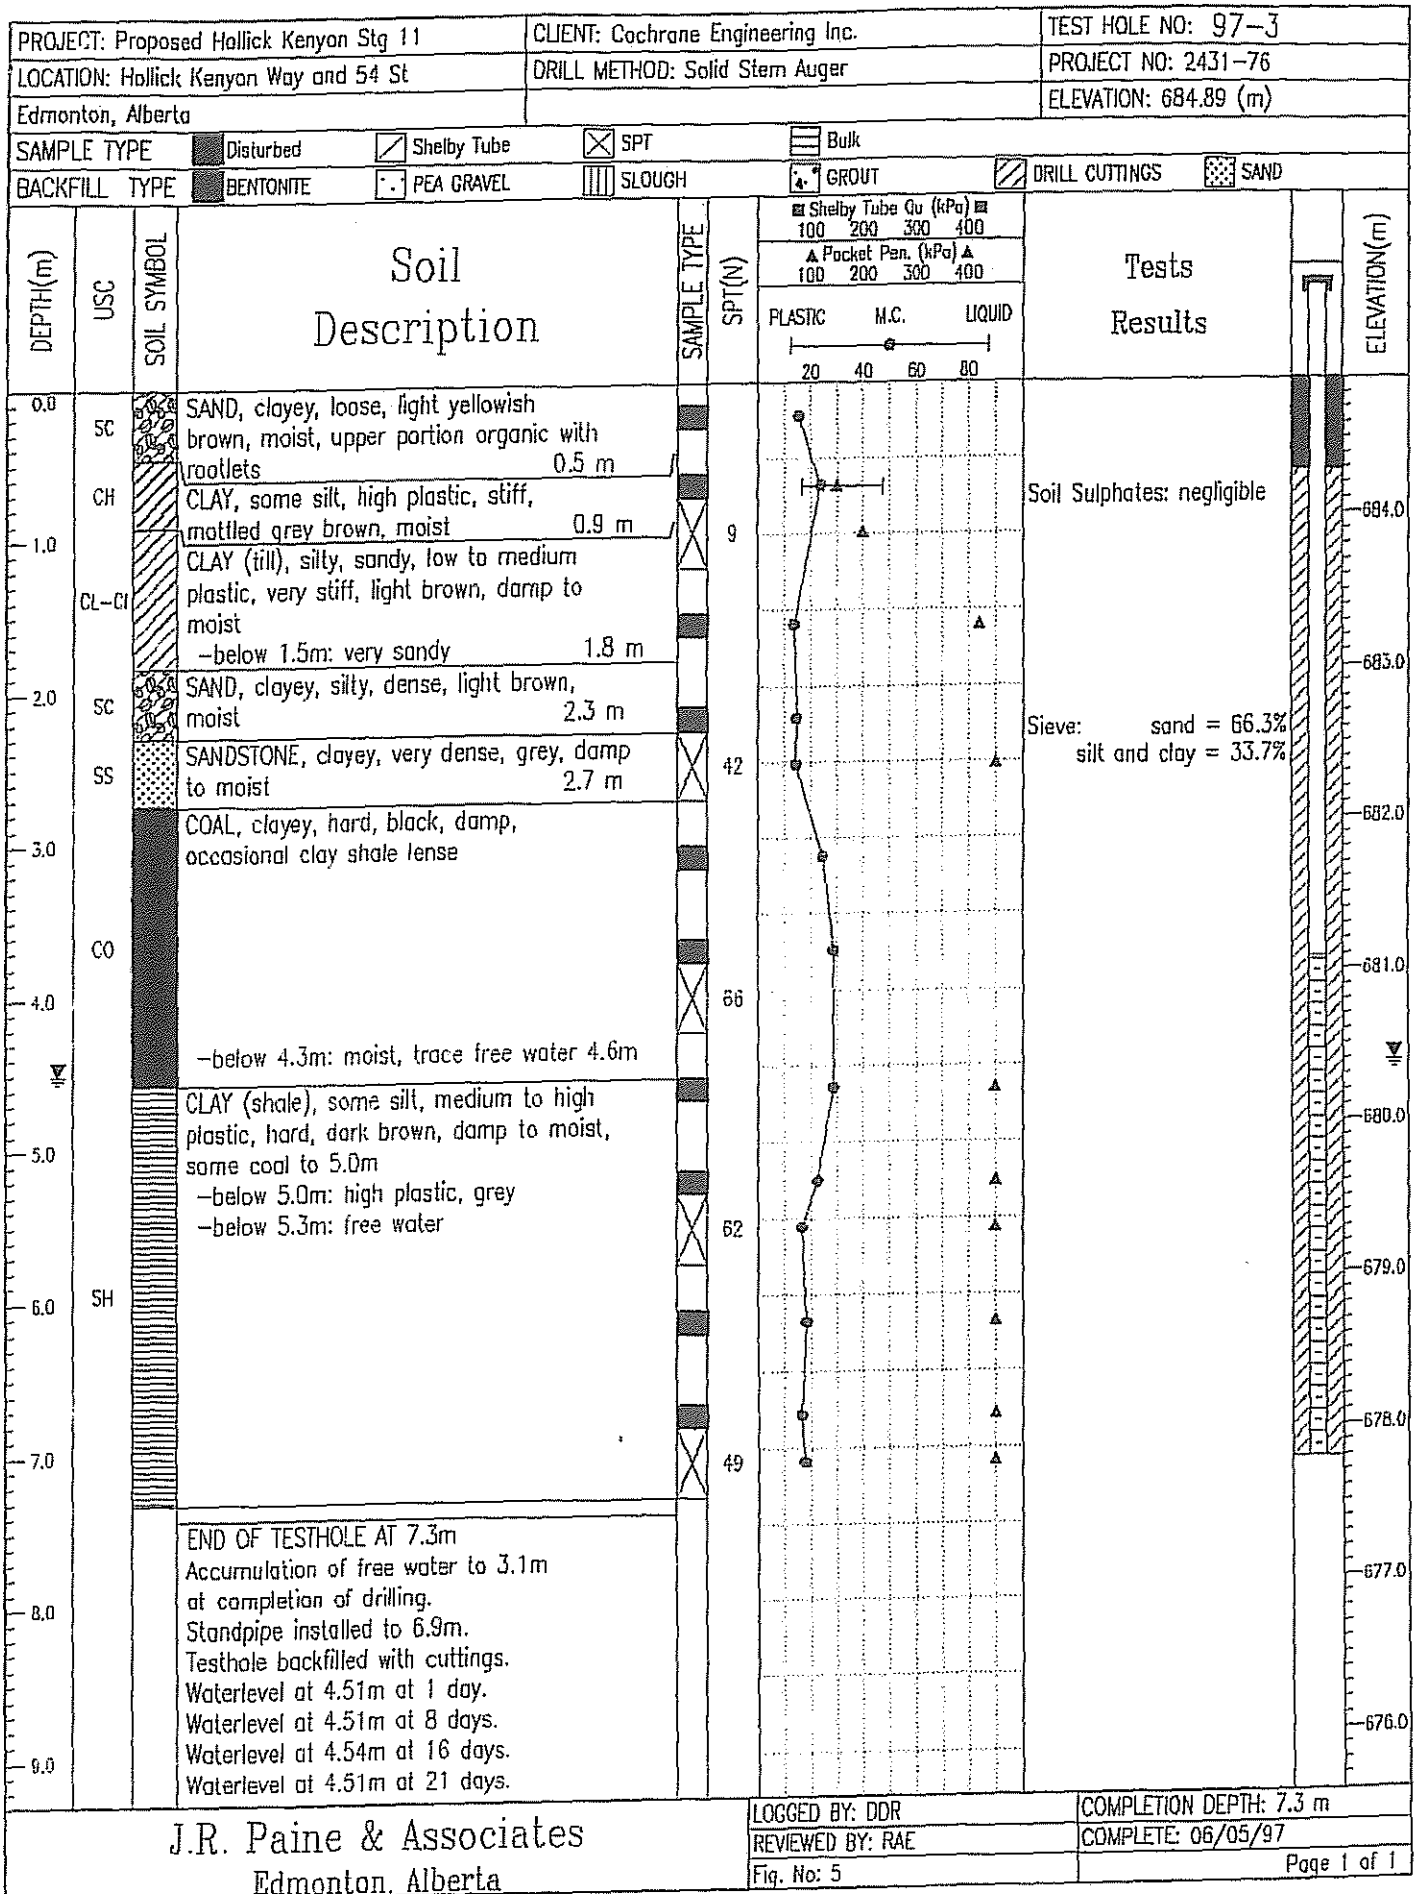 PROJECT: Proposed Hollick Kenyon Stg 11
CLIENT: Cochrane Engineering Inc.
TEST HOLE NO: 97-3
LOCATION: Hollick Kenyon Way and 54 St
DRILL METHOD: Solid Stem Auger
PROJECT NO: 2431-76
Edmonton, Alberta
ELEVATION: 684.89 (m)
SAMPLE TYPE
Disturbed
Shelby Tube
SPT
Bulk
BACKFILL TYPE
BENTONITE
PEA GRAVEL
SLOUGH
GROUT
DRILL CUTTINGS
SAND
DEPTH(m)
USC
SOIL SYMBOL
Soil
Description
SAMPLE TYPE
SPT(N)
Shelby Tube Qu (kPa)
100 200 300 400
Pocket Pen. (kPa)
100 200 300 400
PLASTIC M.C. LIQUID
20 40 60 80
Tests
Results
ELEVATION(m)
0.0
SC
SAND, clayey, loose, light yellowish
brown, moist, upper portion organic with
rootlets 0.5 m
CH
CLAY, some silt, high plastic, stiff,
mottled grey brown, moist 0.9 m
Soil Sulphates: negligible
684.0
9
1.0
CLAY (till), silty, sandy, low to medium
CL-CI
plastic, very stiff, light brown, damp to
moist
-below 1.5m: very sandy 1.8 m
683.0
2.0
SC
SAND, clayey, silty, dense, light brown,
moist 2.3 m
Sieve: sand = 66.3%
silt and clay = 33.7%
SS
SANDSTONE, clayey, very dense, grey, damp
to moist 2.7 m
42
682.0
COAL, clayey, hard, black, damp,
3.0
occasional clay shale lense
CO
681.0
4.0
66
-below 4.3m: moist, trace free water 4.6m
CLAY (shale), some silt, medium to high
plastic, hard, dark brown, damp to moist,
680.0
5.0
some coal to 5.0m
-below 5.0m: high plastic, grey
-below 5.3m: free water
62
679.0
SH
6.0
678.0
7.0
49
END OF TESTHOLE AT 7.3m
Accumulation of free water to 3.1m
677.0
at completion of drilling.
8.0
Standpipe installed to 6.9m.
Testhole backfilled with cuttings.
Waterlevel at 4.51m at 1 day.
Waterlevel at 4.51m at 8 days.
676.0
Waterlevel at 4.54m at 16 days.
9.0
Waterlevel at 4.51m at 21 days.
J.R. Paine & Associates
Edmonton, Alberta
LOGGED BY: DDR
COMPLETION DEPTH: 7.3 m
REVIEWED BY: RAE
COMPLETE: 06/05/97
Fig. No: 5
Page 1 of 1